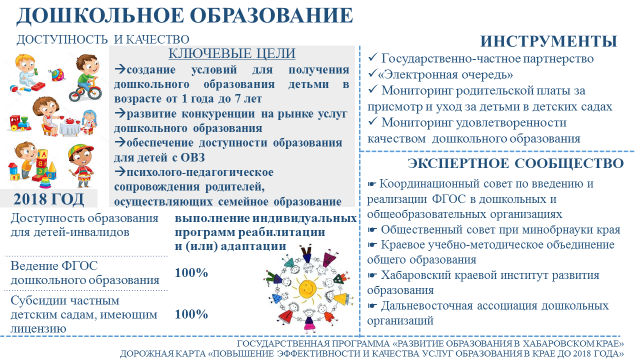 ДОШКОЛЬНОЕ ОБРАЗОВАНИЕ
ДОСТУПНОСТЬ И КАЧЕСТВО
КЛЮЧЕВЫЕ ЦЕЛИ
→создание условий для получения
дошкольного образования детьми в
возрасте от 1 года до 7 лет
→развитие конкуренции на рынке услуг
дошкольного образования
→обеспечение доступности образования
для детей с ОВЗ
→психолого-педагогическое
сопровождения родителей,
осуществляющих семейное образование
2018 ГОД
Доступность образования
для детей-инвалидов
выполнение индивидуальных
программ реабилитации
и (или) адаптации
Ведение ФГОС
дошкольного образования
100%
Субсидии частным
детским садам, имеющим
лицензию
100%
ИНСТРУМЕНТЫ
✓ Государственно-частное партнерство
✓«Электронная очередь»
✓ Мониторинг родительской платы за
присмотр и уход за детьми в детских садах
✓ Мониторинг удовлетворенности
качеством дошкольного образования
ЭКСПЕРТНОЕ СООБЩЕСТВО
☛ Координационный совет по введению и
реализации ФГОС в дошкольных и
общеобразовательных организациях
☛ Общественный совет при минобрнауки края
☛ Краевое учебно-методическое объединение
общего образования
☛ Хабаровский краевой институт развития
образования
☛ Дальневосточная ассоциация дошкольных
организаций
ГОСУДАРСТВЕННАЯ ПРОГРАММА «РАЗВИТИЕ ОБРАЗОВАНИЯ В ХАБАРОВСКОМ КРАЕ»
ДОРОЖНАЯ КАРТА «ПОВЫШЕНИЕ ЭФФЕКТИВНОСТИ И КАЧЕСТВА УСЛУГ ОБРАЗОВАНИЯ В КРАЕ ДО 2018 ГОДА»